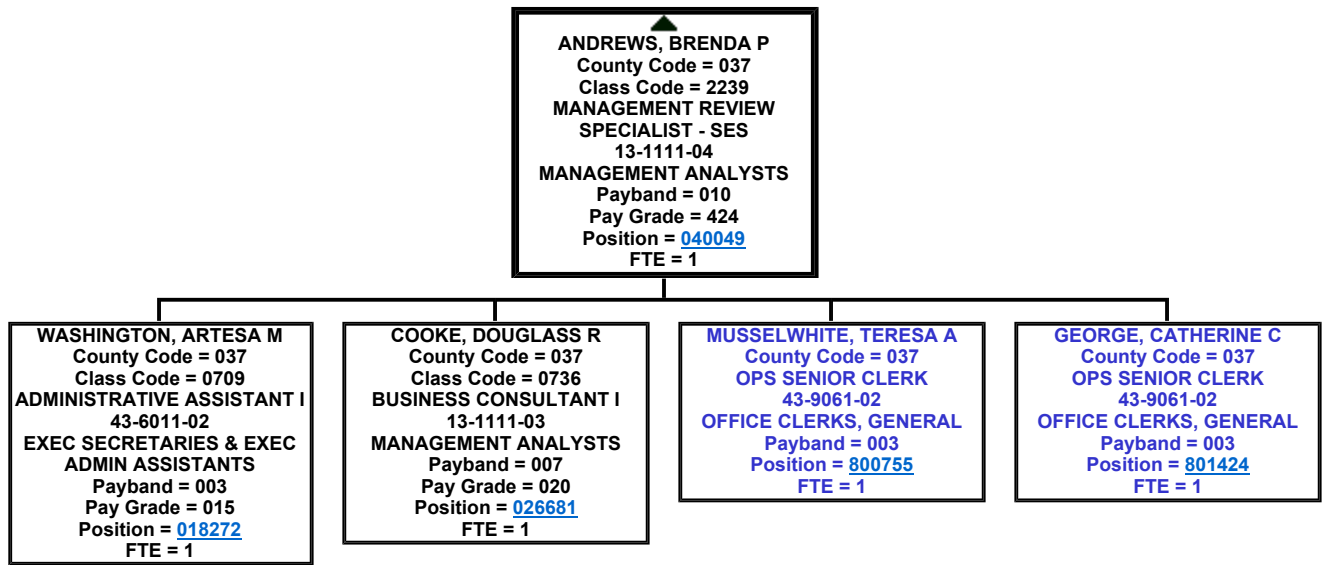 ANDREWS, BRENDA P
County Code = 037
Class Code = 2239
MANAGEMENT REVIEW
SPECIALIST - SES
13-1111-04
MANAGEMENT ANALYSTS
Payband = 010
Pay Grade = 424
Position = 040049
FTE = 1
WASHINGTON, ARTESA M
County Code = 037
Class Code = 0709
ADMINISTRATIVE ASSISTANT I
43-6011-02
EXEC SECRETARIES & EXEC
ADMIN ASSISTANTS
Payband = 003
Pay Grade = 015
Position = 018272
FTE = 1
COOKE, DOUGLASS R
County Code = 037
Class Code = 0736
BUSINESS CONSULTANT I
13-1111-03
MANAGEMENT ANALYSTS
Payband = 007
Pay Grade = 020
Position = 026681
FTE = 1
MUSSELWHITE, TERESA A
County Code = 037
OPS SENIOR CLERK
43-9061-02
OFFICE CLERKS, GENERAL
Payband = 003
Position = 800755
FTE = 1
GEORGE, CATHERINE C
County Code = 037
OPS SENIOR CLERK
43-9061-02
OFFICE CLERKS, GENERAL
Payband = 003
Position = 801424
FTE = 1